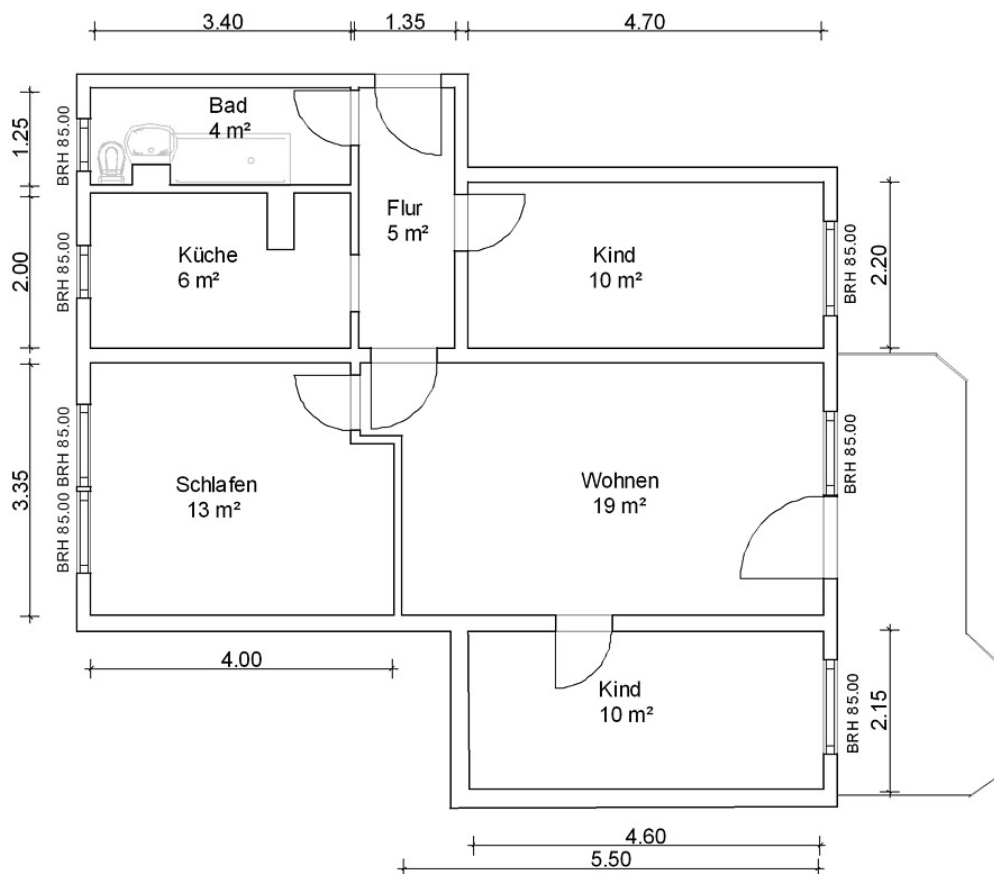 3.40
1.35
4.70
1.25
BRH 85.00
Bad
4 m²
2.00
BRH 85.00
Küche
6 m²
Flur
5 m²
Kind
10 m²
BRH 85.00
2.20
3.35
BRH 85.00
BRH 85.00
Schlafen
13 m²
Wohnen
19 m²
BRH 85.00
4.00
Kind
10 m²
BRH 85.00
2.15
4.60
5.50